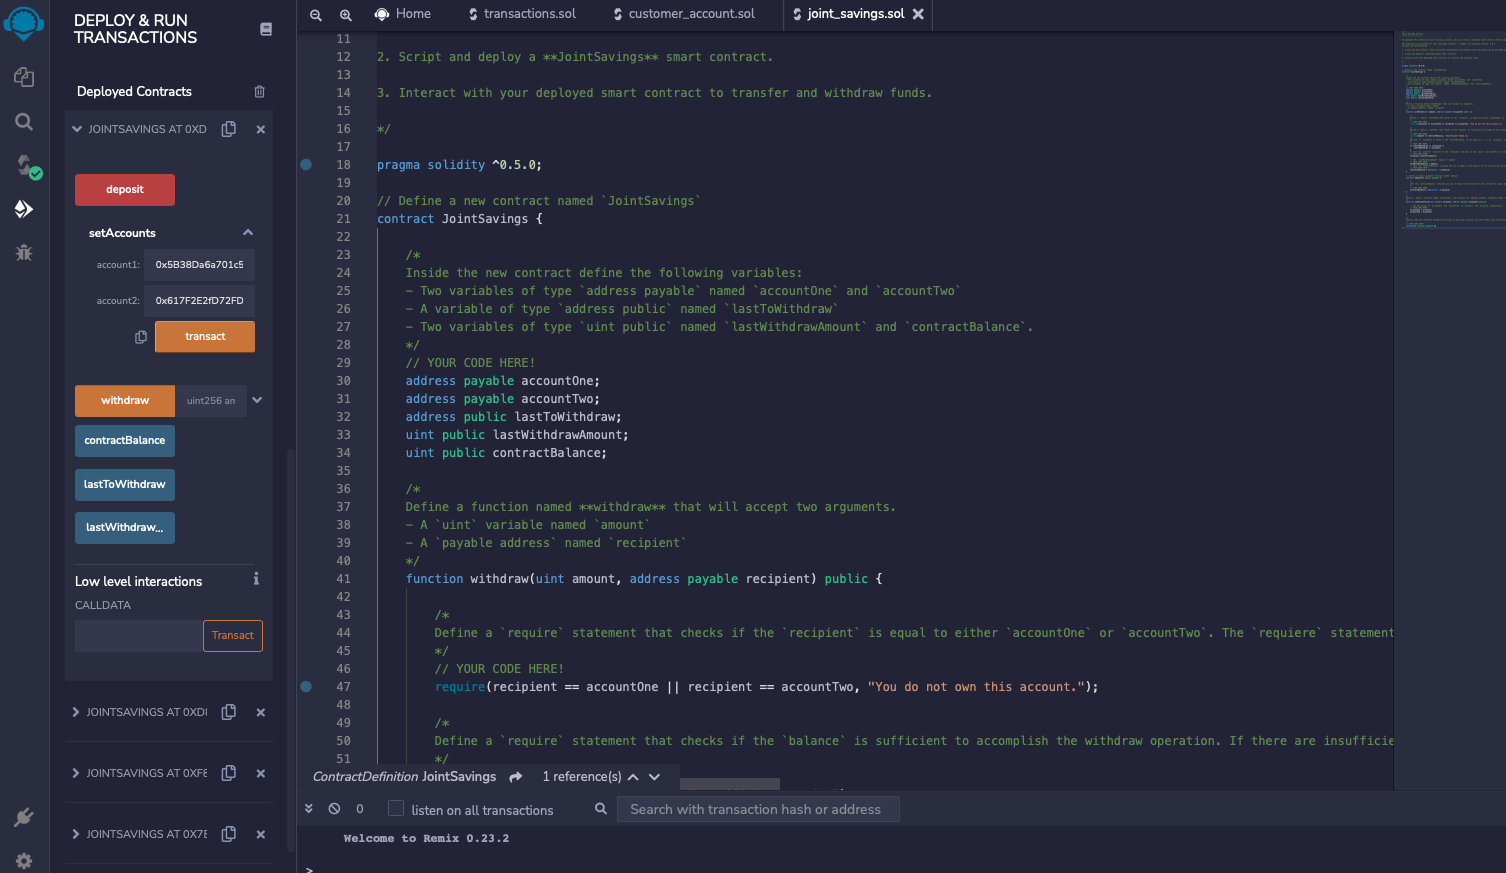 DEPLOY & RUN
TRANSACTIONS
Deployed Contracts
JOINTSAVINGS AT 0XD
deposit
setAccounts
account1: 0x5B38Da6a701c5
account2: 0x617F2E2fD72FD
transact
withdraw uint256 am
contractBalance
lastToWithdraw
lastWithdraw...
Low level interactions
CALLDATA
Transact
JOINTSAVINGS AT 0XD
JOINTSAVINGS AT 0XF
JOINTSAVINGS AT 0X7
Home transactions.sol customer_account.sol joint_savings.sol
11
12 2. Script and deploy a **JointSavings** smart contract.
13
14 3. Interact with your deployed smart contract to transfer and withdraw funds.
15
16 */
17
18 pragma solidity ^0.5.0;
19
20 // Define a new contract named `JointSavings`
21 contract JointSavings {
22
23 /*
24 Inside the new contract define the following variables:
25 - Two variables of type `address payable` named `accountOne` and `accountTwo`
26 - A variable of type `address public` named `lastToWithdraw`
27 - Two variables of type `uint public` named `lastWithdrawAmount` and `contractBalance`.
28 */
29 // YOUR CODE HERE!
30 address payable accountOne;
31 address payable accountTwo;
32 address public lastToWithdraw;
33 uint public lastWithdrawAmount;
34 uint public contractBalance;
35
36 /*
37 Define a function named **withdraw** that will accept two arguments.
38 - A `uint` variable named `amount`
39 - A `payable address` named `recipient`
40 */
41 function withdraw(uint amount, address payable recipient) public {
42
43 /*
44 Define a `require` statement that checks if the `recipient` is equal to either `accountOne` or `accountTwo`. The `requiere` statement
45 */
46 // YOUR CODE HERE!
47 require(recipient == accountOne || recipient == accountTwo, "You do not own this account.");
48
49 /*
50 Define a `require` statement that checks if the `balance` is sufficient to accomplish the withdraw operation. If there are insufficie
51 */
ContractDefinition JointSavings 1 reference(s)
0 listen on all transactions Search with transaction hash or address
Welcome to Remix 0.23.2
>